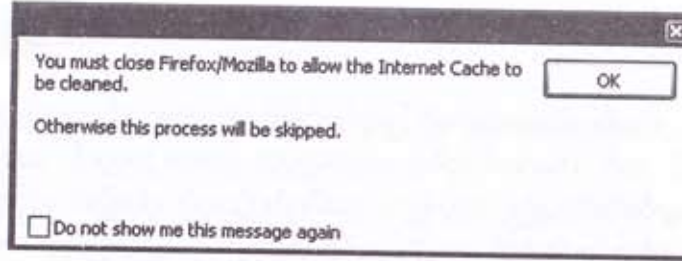 You must close Firefox/Mozilla to allow the Internet Cache to
be cleaned.
OK
Otherwise this process will be skipped.
Do not show me this message again